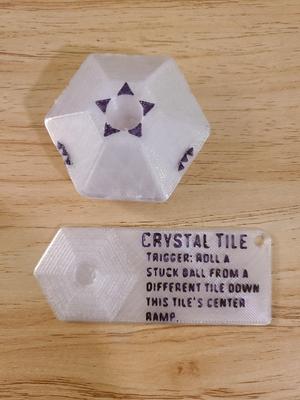 CRYSTAL TILE
TRIGGER: ROLL A
STUCK BALL FROM A
DIFFERENT TILE DOWN
THIS TILE'S CENTER
RAMP.